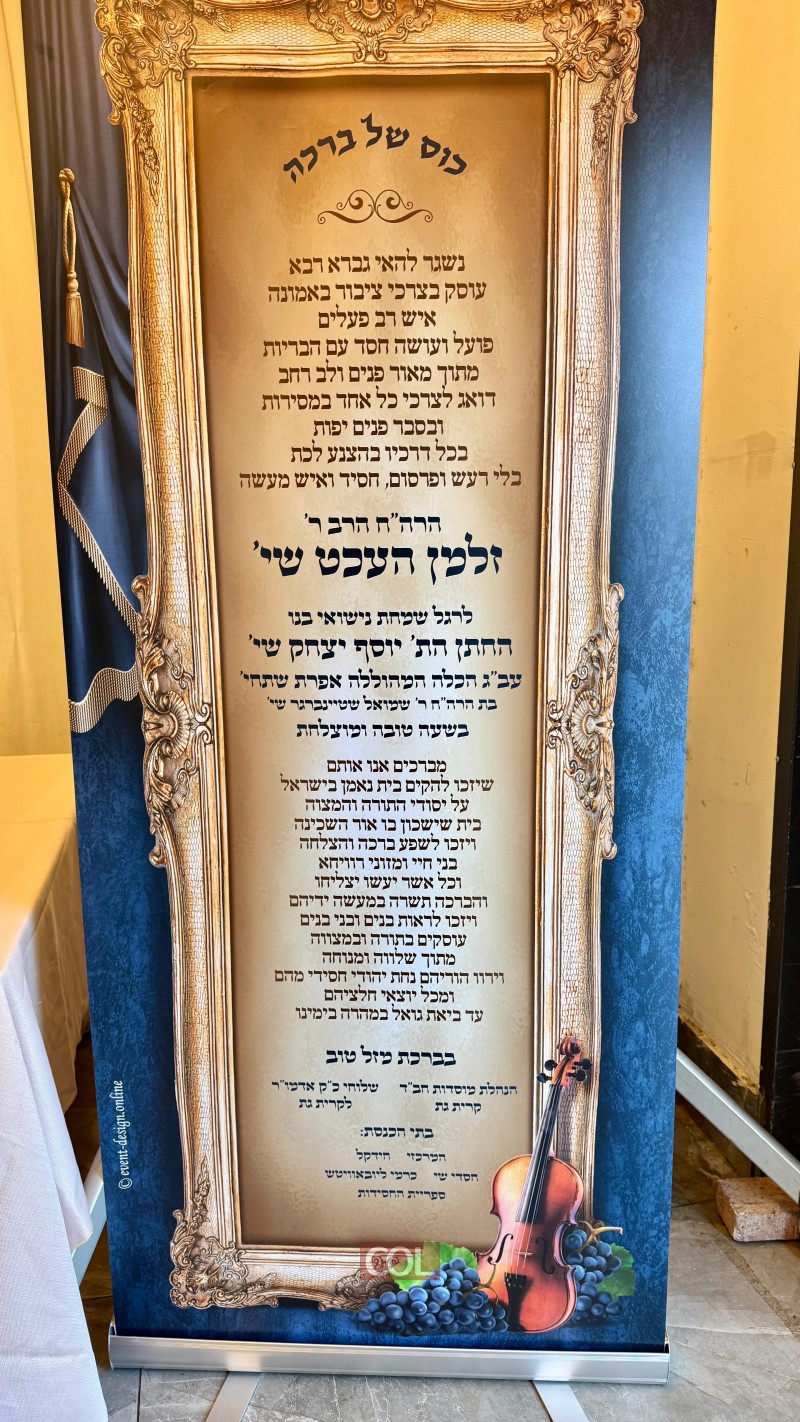 כוס של ברכה
נשגר להאי גברא רבא
עוסק בצרכי ציבור באמונה
איש רב פעלים
פועל ועושה חסד עם הבריות
מתוך מאור פנים ולב רחב
דואג לצרכי כל אחד במסירות
ובסבר פנים יפות
בכל דרכיו בהצנע לכת
בלי רעש ופרסום, חסיד ואיש מעשה
הרה"ח הרב ר'
זלמן העכט שי'
לרגל שמחת נישואי בנו
החתן הת' יוסף יצחק שי'
עב"ג הכלה המהוללה אפרת שתחי'
בת הרה"ח ר' שמואל שטיינברגר שי'
בשעה טובה ומוצלחת
מברכים אנו אותם
שיזכו להקים בית נאמן בישראל
על יסודי התורה והמצוה
בית שישכון בו אור השכינה
ויזכו לשפע ברכה והצלחה
בני חיי ומזוני רוויחא
וכל אשר יעשו יצליחו
והברכה תשרה במעשה ידיהם
ויזכו לראות בנים ובני בנים
עוסקים בתורה ובמצווה
מתוך שלווה ומנוחה
וירוו הוריהם נחת יהודי חסידי מהם
ומכל יוצאי חלציהם
עד ביאת גואל במהרה בימינו
בברכת מזל טוב
הנהלת מוסדות חב"ד שלוחי כ"ק אדמו"ר
קרית גת לקרית גת
בתי הכנסת:
המרכזי חידקל
חסדי שי כרמי ליובאוויטש
ספריית החסידות
© event-design.online
COL